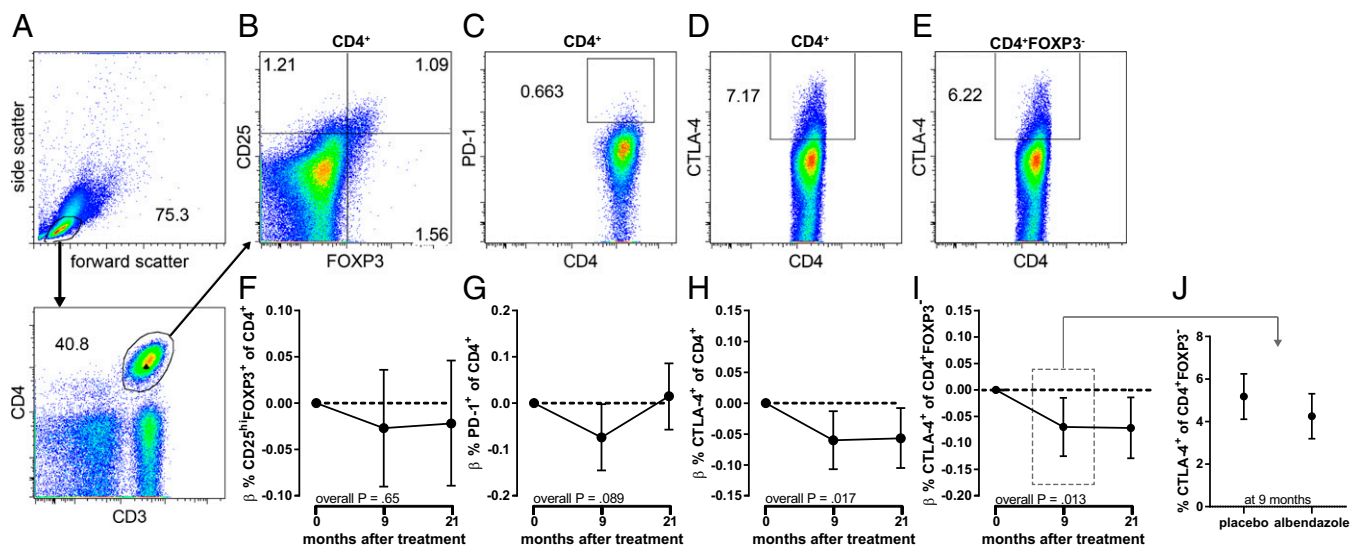 A
side scatter
75.3
forward scatter
40.8
CD4
CD3
B
CD4⁺
1.21
1.09
CD25
1.56
FOXP3
C
CD4⁺
0.663
PD-1
CD4
D
CD4⁺
7.17
CTLA-4
CD4
E
CD4⁺FOXP3⁻
6.22
CTLA-4
CD4
F
β % CD25ʰⁱFOXP3⁺ of CD4⁺
0.10
0.05
0.00
-0.05
-0.10
overall P = .65
0 9 21
months after treatment
G
β % PD-1⁺ of CD4⁺
0.2
0.1
0.0
-0.1
-0.2
overall P = .089
0 9 21
months after treatment
H
β % CTLA-4⁺ of CD4⁺
0.15
0.10
0.05
0.00
-0.05
-0.10
-0.15
overall P = .017
0 9 21
months after treatment
I
β % CTLA-4⁺ of CD4⁺FOXP3⁻
0.15
0.10
0.05
0.00
-0.05
-0.10
-0.15
-0.20
overall P = .013
0 9 21
months after treatment
J
% CTLA-4⁺ of CD4⁺FOXP3⁻
8
6
4
2
0
at 9 months
placebo albendazole